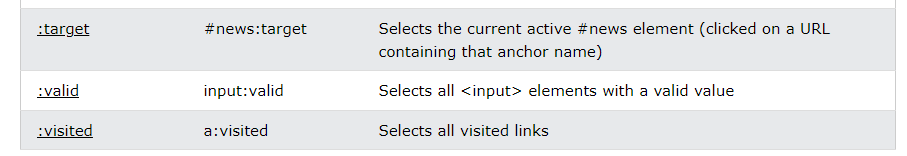 :target #news:target Selects the current active #news element (clicked on a URL
containing that anchor name)
:valid input:valid Selects all <input> elements with a valid value
:visited a:visited Selects all visited links